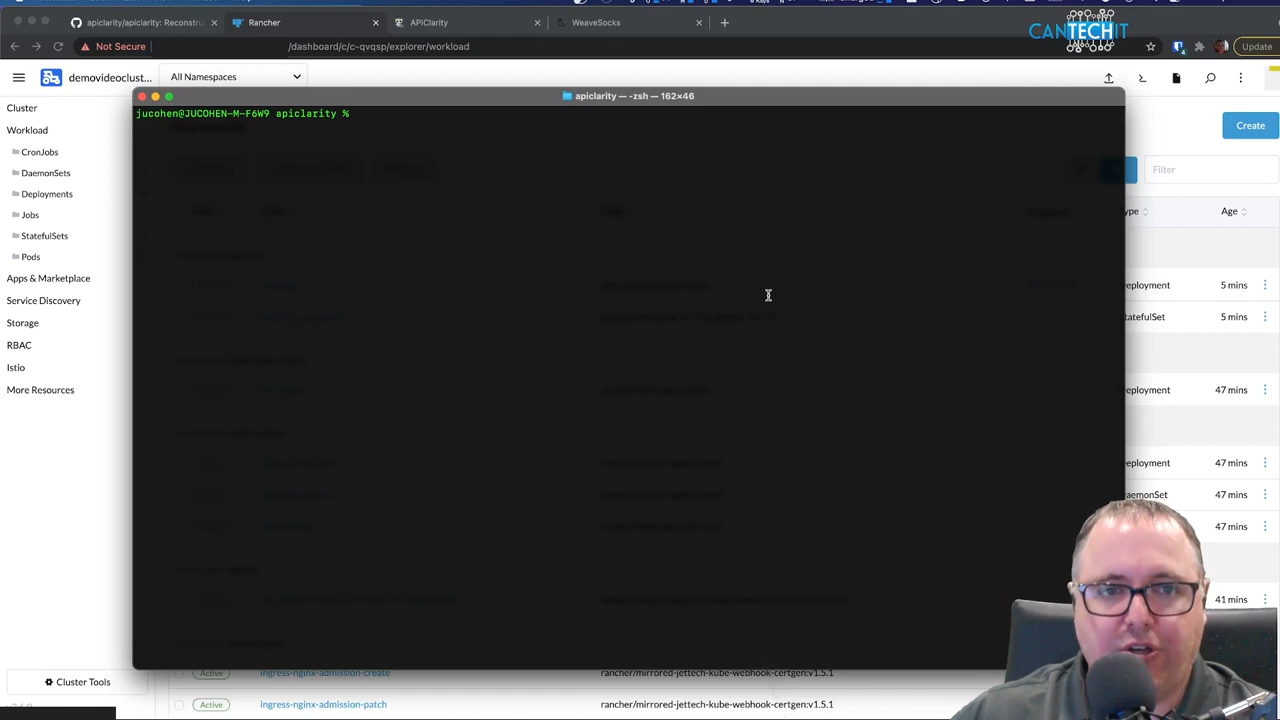 apiclarity/apiclarity: Reconstru
Rancher
APIClarity
WeaveSocks
CANTECHIT
Not Secure
/dashboard/c/c-qvqsp/explorer/workload
Update
demovideoclust...
All Namespaces
apiclarity — -zsh — 162×46
jucohen@JUCOHEN-M-F6W9 apiclarity %
Cluster
Workload
CronJobs
DaemonSets
Deployments
Jobs
StatefulSets
Pods
Apps & Marketplace
Service Discovery
Storage
RBAC
Istio
More Resources
Cluster Tools
Create
Filter
ype
Age
eployment
5 mins
tatefulSet
5 mins
eployment
47 mins
eployment
47 mins
aemonSet
47 mins
47 mins
41 mins
Active
ingress-nginx-admission-create
rancher/mirrored-jettech-kube-webhook-certgen:v1.5.1
Active
ingress-nginx-admission-patch
rancher/mirrored-jettech-kube-webhook-certgen:v1.5.1